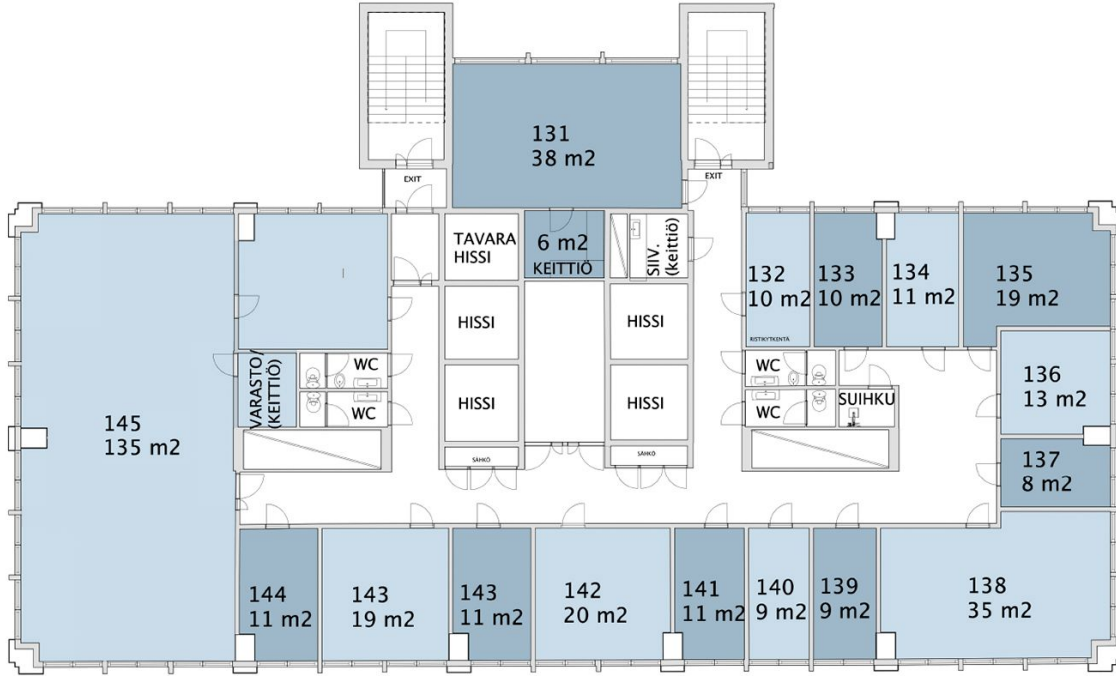 131
38 m2
EXIT
EXIT
TAVARA
HISSI
6 m2
KEITTIÖ
SIIV.
(keittiö)
132
10 m2
RISTIKYTKENTÄ
133
10 m2
134
11 m2
135
19 m2
HISSI
HISSI
HISSI
HISSI
VARASTO/
(KEITTIÖ)
WC
WC
WC
WC
SUIHKU
136
13 m2
145
135 m2
SÄHKÖ
SÄHKÖ
137
8 m2
144
11 m2
143
19 m2
143
11 m2
142
20 m2
141
11 m2
140
9 m2
139
9 m2
138
35 m2